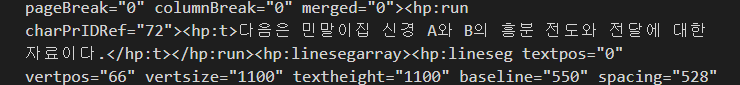 pageBreak="0" columnBreak="0" merged="0"><hp:run
charPrIDRef="72"><hp:t>다음은 민말이집 신경 A와 B의 흥분 전도와 전달에 대한
자료이다.</hp:t></hp:run><hp:linesegarray><hp:lineseg textpos="0"
vertpos="66" vertsize="1100" textheight="1100" baseline="550" spacing="528"